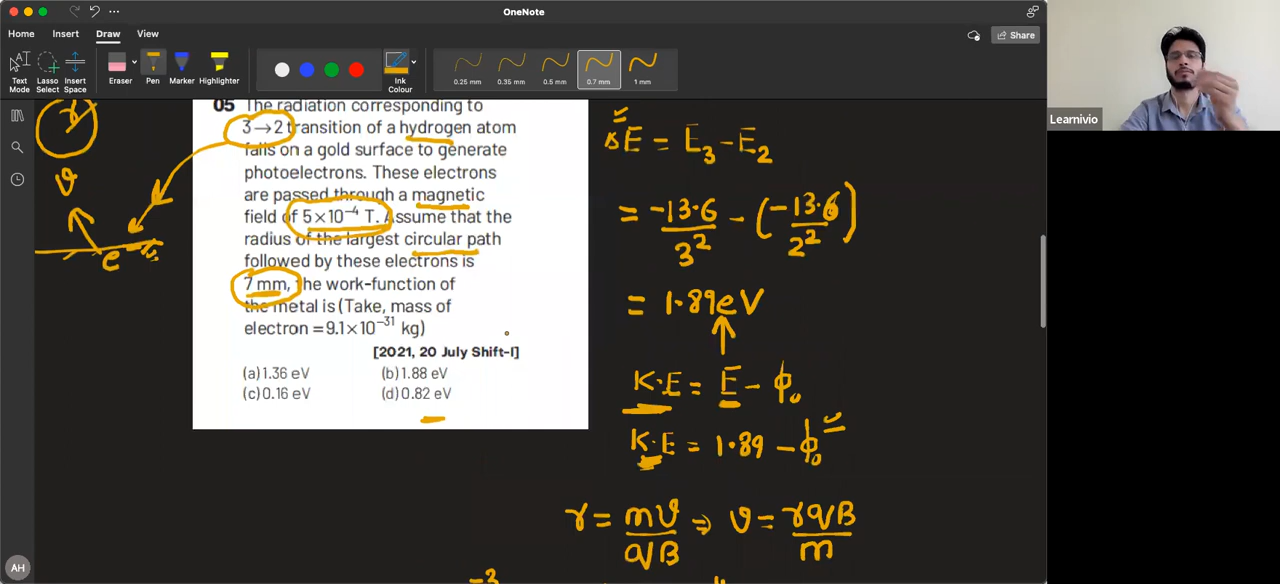 OneNote
Home Insert Draw View
Share
Text Mode
Lasso Select
Insert Space
Eraser
Pen
Marker
Highlighter
Ink Colour
0.25 mm 0.35 mm 0.5 mm 0.7 mm 1 mm
Learnivio
05 The radiation corresponding to
3→2 transition of a hydrogen atom
falls on a gold surface to generate
photoelectrons. These electrons
are passed through a magnetic
field of 5×10⁻⁴ T. Assume that the
radius of the largest circular path
followed by these electrons is
7 mm, the work-function of
the metal is (Take, mass of
electron = 9.1×10⁻³¹ kg)
[2021, 20 July Shift-I]
(a) 1.36 eV (b) 1.88 eV
(c) 0.16 eV (d) 0.82 eV
ϑ
e
ΔE = E₃ - E₂
= -13.6/3² - (-13.6/2²)
= 1.89eV
K.E = E - ϕ₀
K.E = 1.89 - ϕ₀
r = mϑ/qB ⇒ ϑ = rqB/m
-3
AH